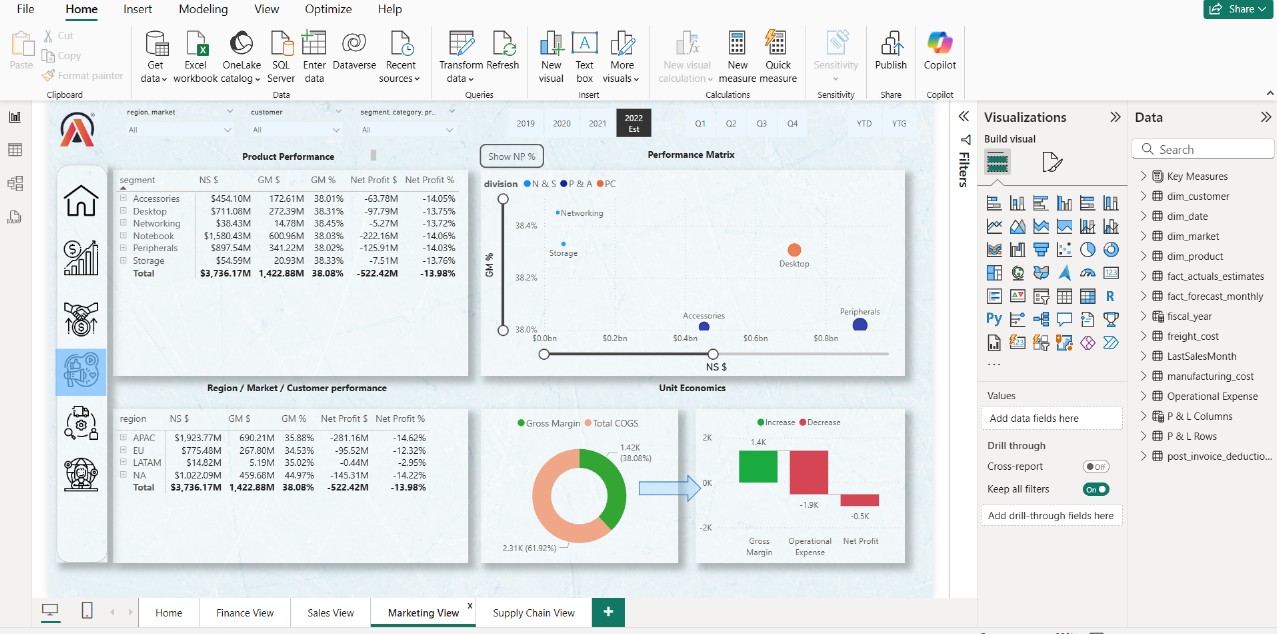 File Home Insert Modeling View Optimize Help Share
Paste Cut
Copy
Format painter
Get data Excel workbook OneLake catalog SQL Server Enter data Dataverse Recent sources Transform data Refresh New visual Text box More visuals New visual calculation New measure Quick measure Sensitivity Publish Copilot
Clipboard Data Queries Insert Calculations Sensitivity Share Copilot
region, market customer segment, category, pr...
All All All
2019 2020 2021 2022 Est Q1 Q2 Q3 Q4 YTD YTG
Product Performance
segment NS $ GM $ GM % Net Profit $ Net Profit %
Accessories $454.10M 172.61M 38.01% -63.78M -14.05%
Desktop $711.08M 272.39M 38.31% -97.79M -13.75%
Networking $38.43M 14.78M 38.45% -5.27M -13.72%
Notebook $1,580.43M 600.96M 38.03% -222.16M -14.06%
Peripherals $897.54M 341.22M 38.02% -125.91M -14.03%
Storage $54.59M 20.93M 38.33% -7.51M -13.76%
Total $3,736.17M 1,422.88M 38.08% -522.42M -13.98%
Show NP %
Performance Matrix
division N & S P & A PC
GM %
38.4%
38.2%
38.0%
Networking
Storage
Desktop
Accessories
Peripherals
$0.0bn $0.2bn $0.4bn $0.6bn $0.8bn
NS $
Region / Market / Customer performance
region NS $ GM $ GM % Net Profit $ Net Profit %
APAC $1,923.77M 690.21M 35.88% -281.16M -14.62%
EU $775.48M 267.80M 34.53% -95.52M -12.32%
LATAM $14.82M 5.19M 35.02% -0.44M -2.95%
NA $1,022.09M 459.68M 44.97% -145.31M -14.22%
Total $3,736.17M 1,422.88M 38.08% -522.42M -13.98%
Unit Economics
Gross Margin Total COGS
1.42K
(38.08%)
2.31K (61.92%)
Increase Decrease
2K
0K
-2K
1.4K
-1.9K
-0.5K
Gross Margin Operational Expense Net Profit
Filters
Visualizations
Build visual
123
R
Py
...
Values
Add data fields here
Drill through
Cross-report Off
Keep all filters On
Add drill-through fields here
Data
Search
Key Measures
dim_customer
dim_date
dim_market
dim_product
fact_actuals_estimates
fact_forecast_monthly
fiscal_year
freight_cost
LastSalesMonth
manufacturing_cost
Operational Expense
P & L Columns
P & L Rows
post_invoice_deductio...
Home Finance View Sales View Marketing View x Supply Chain View +